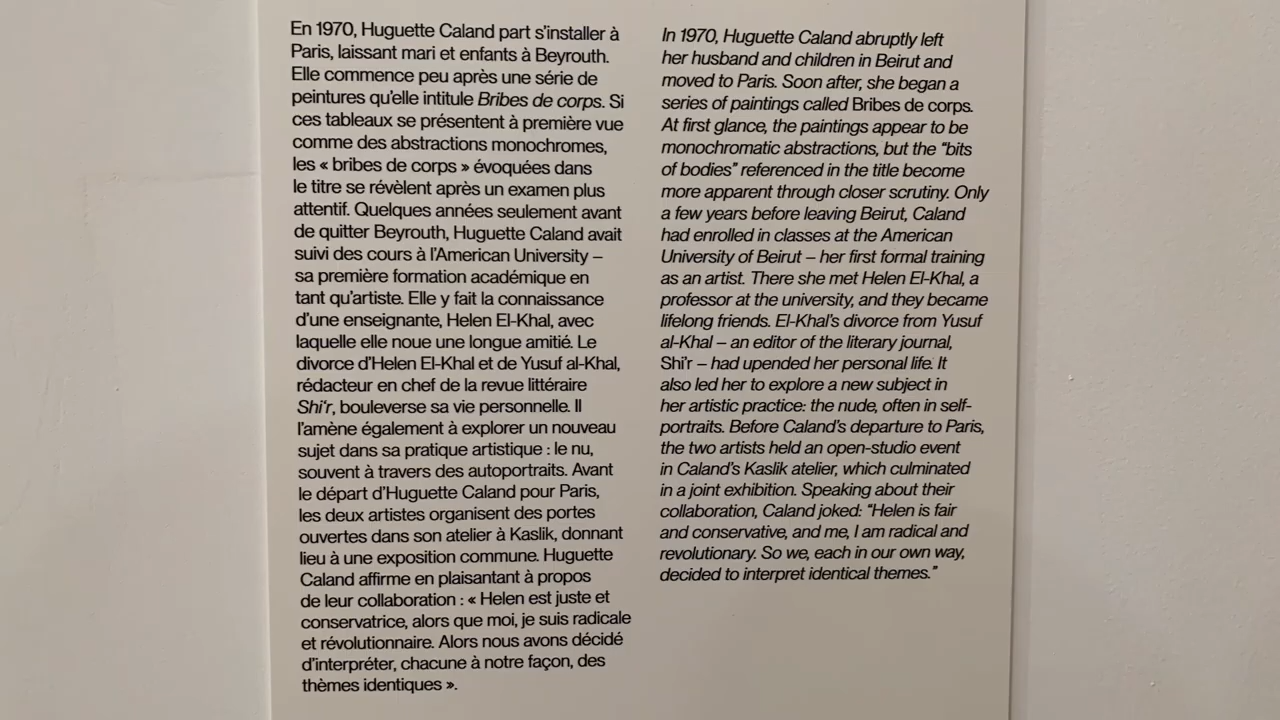 En 1970, Huguette Caland part s'installer à
Paris, laissant mari et enfants à Beyrouth.
Elle commence peu après une série de
peintures qu'elle intitule Bribes de corps. Si
ces tableaux se présentent à première vue
comme des abstractions monochromes,
les « bribes de corps » évoquées dans
le titre se révèlent après un examen plus
attentif. Quelques années seulement avant
de quitter Beyrouth, Huguette Caland avait
suivi des cours à l'American University –
sa première formation académique en
tant qu'artiste. Elle y fait la connaissance
d'une enseignante, Helen El-Khal, avec
laquelle elle noue une longue amitié. Le
divorce d'Helen El-Khal et de Yusuf al-Khal,
rédacteur en chef de la revue littéraire
Shi'r, bouleverse sa vie personnelle. Il
l'amène également à explorer un nouveau
sujet dans sa pratique artistique : le nu,
souvent à travers des autoportraits. Avant
le départ d'Huguette Caland pour Paris,
les deux artistes organisent des portes
ouvertes dans son atelier à Kaslik, donnant
lieu à une exposition commune. Huguette
Caland affirme en plaisantant à propos
de leur collaboration : « Helen est juste et
conservatrice, alors que moi, je suis radicale
et révolutionnaire. Alors nous avons décidé
d'interpréter, chacune à notre façon, des
thèmes identiques ».
In 1970, Huguette Caland abruptly left
her husband and children in Beirut and
moved to Paris. Soon after, she began a
series of paintings called Bribes de corps.
At first glance, the paintings appear to be
monochromatic abstractions, but the "bits
of bodies" referenced in the title become
more apparent through closer scrutiny. Only
a few years before leaving Beirut, Caland
had enrolled in classes at the American
University of Beirut – her first formal training
as an artist. There she met Helen El-Khal, a
professor at the university, and they became
lifelong friends. El-Khal's divorce from Yusuf
al-Khal – an editor of the literary journal,
Shi'r – had upended her personal life. It
also led her to explore a new subject in
her artistic practice: the nude, often in self-
portraits. Before Caland's departure to Paris,
the two artists held an open-studio event
in Caland's Kaslik atelier, which culminated
in a joint exhibition. Speaking about their
collaboration, Caland joked: "Helen is fair
and conservative, and me, I am radical and
revolutionary. So we, each in our own way,
decided to interpret identical themes."